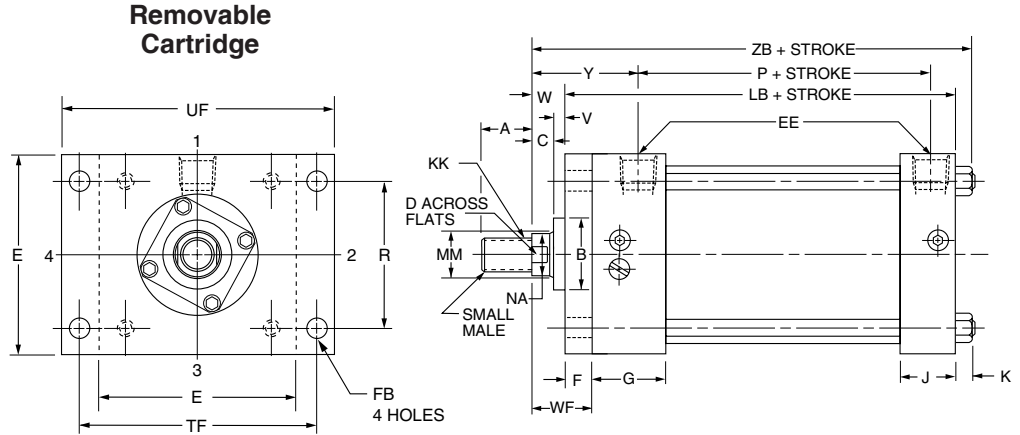 Removable
Cartridge
UF
1
E
4
2
R
3
E
TF
FB
4 HOLES
ZB + STROKE
Y
P + STROKE
W
LB + STROKE
V
A
C
EE
KK
D ACROSS
FLATS
MM
B
NA
SMALL
MALE
F
G
J
K
WF